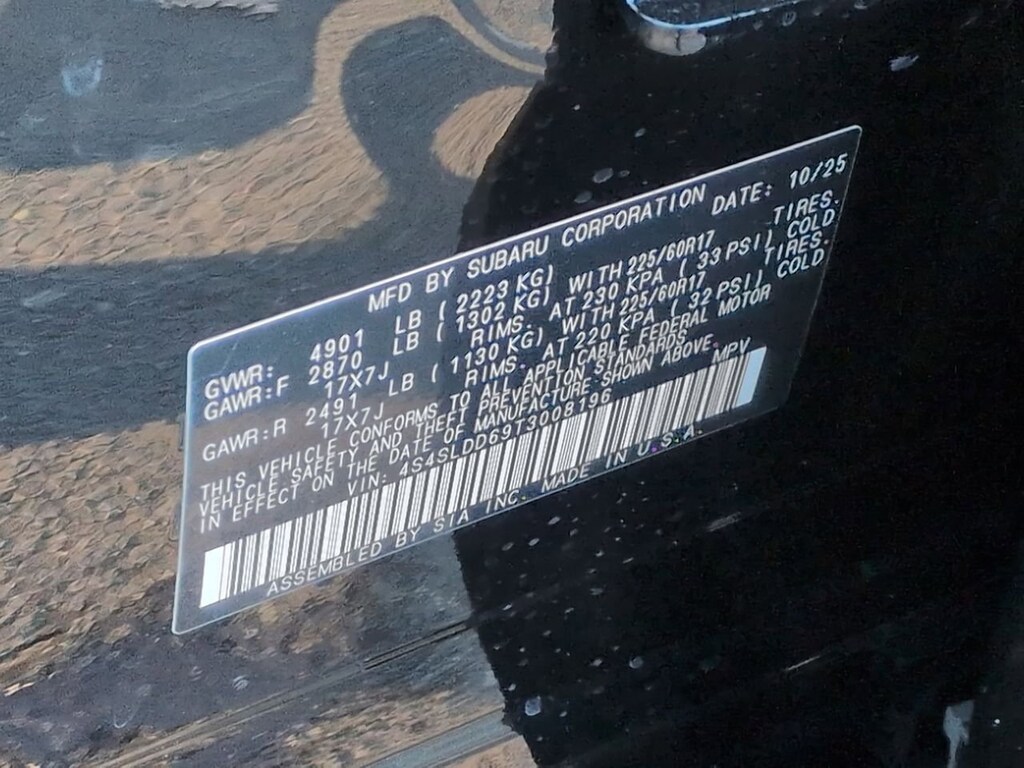 MFD BY SUBARU CORPORATION DATE: 10/25
GVWR: 4901 LB ( 2223 KG)
GAWR:F 2870 LB ( 1302 KG) WITH 225/60R17 TIRES.
17X7J RIMS. AT 230 KPA ( 33 PSI) COLD
GAWR:R 2491 LB ( 1130 KG) WITH 225/60R17 TIRES.
17X7J RIMS. AT 220 KPA ( 32 PSI) COLD
THIS VEHICLE CONFORMS TO ALL APPLICABLE FEDERAL MOTOR
VEHICLE SAFETY AND THEFT PREVENTION STANDARDS
IN EFFECT ON THE DATE OF MANUFACTURE SHOWN ABOVE.
VIN: 4S4SLDD69T3008196 MPV
ASSEMBLED BY SIA INC. MADE IN U.S.A.